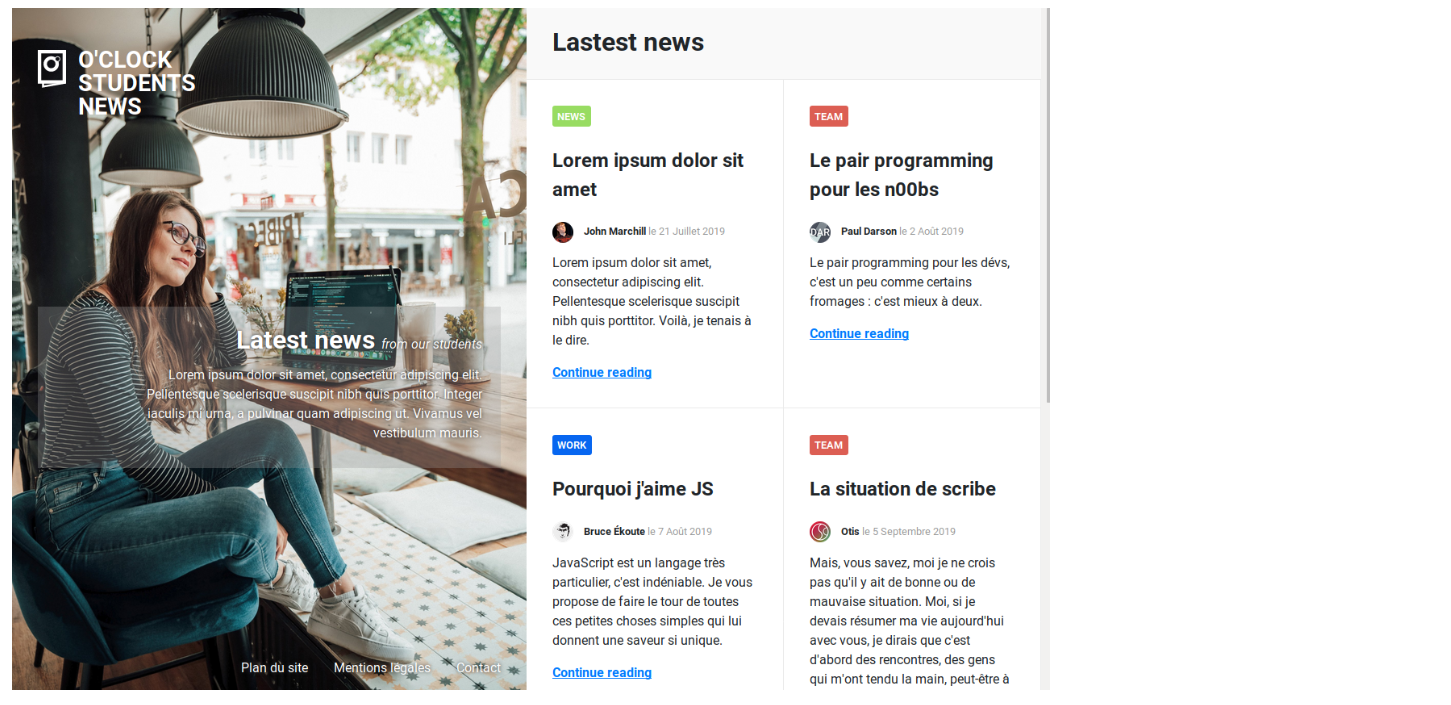 O'CLOCK
STUDENTS
NEWS
Latest news from our students
Lorem ipsum dolor sit amet, consectetur adipiscing elit.
Pellentesque scelerisque suscipit nibh quis porttitor. Integer
iaculis mi urna, a pulvinar quam adipiscing ut. Vivamus vel
vestibulum mauris.
Plan du site
Mentions légales
Contact
Lastest news
NEWS
Lorem ipsum dolor sit
amet
John Marchill le 21 Juillet 2019
Lorem ipsum dolor sit amet,
consectetur adipiscing elit.
Pellentesque scelerisque suscipit
nibh quis porttitor. Voilà, je tenais à
le dire.
Continue reading
TEAM
Le pair programming
pour les n00bs
DAR
Paul Darson le 2 Août 2019
Le pair programming pour les dévs,
c'est un peu comme certains
fromages : c'est mieux à deux.
Continue reading
WORK
Pourquoi j'aime JS
Bruce Ékoute le 7 Août 2019
JavaScript est un langage très
particulier, c'est indéniable. Je vous
propose de faire le tour de toutes
ces petites choses simples qui lui
donnent une saveur si unique.
Continue reading
TEAM
La situation de scribe
Otis le 5 Septembre 2019
Mais, vous savez, moi je ne crois
pas qu'il y ait de bonne ou de
mauvaise situation. Moi, si je
devais résumer ma vie aujourd'hui
avec vous, je dirais que c'est
d'abord des rencontres, des gens
qui m'ont tendu la main, peut-être à